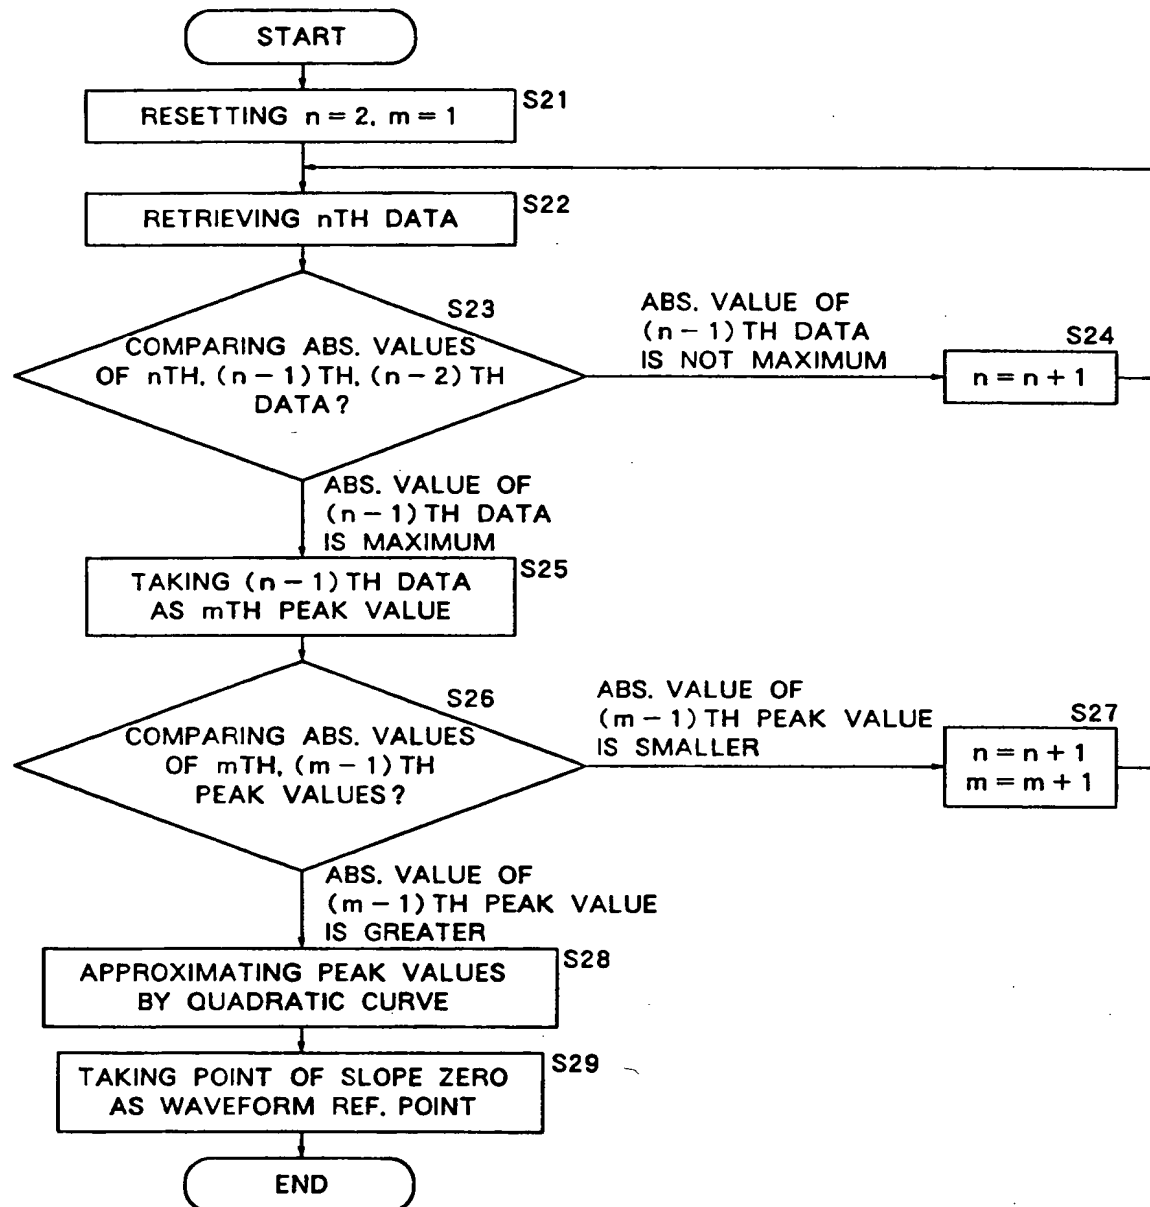 START
S21
RESETTING n = 2, m = 1
S22
RETRIEVING nTH DATA
S23
COMPARING ABS. VALUES
OF nTH, (n − 1) TH, (n − 2) TH
DATA ?
ABS. VALUE OF
(n − 1) TH DATA
IS NOT MAXIMUM
S24
n = n + 1
ABS. VALUE OF
(n − 1) TH DATA
IS MAXIMUM
S25
TAKING (n − 1) TH DATA
AS mTH PEAK VALUE
S26
COMPARING ABS. VALUES
OF mTH, (m − 1) TH
PEAK VALUES ?
ABS. VALUE OF
(m − 1) TH PEAK VALUE
IS SMALLER
S27
n = n + 1
m = m + 1
ABS. VALUE OF
(m − 1) TH PEAK VALUE
IS GREATER
S28
APPROXIMATING PEAK VALUES
BY QUADRATIC CURVE
S29
TAKING POINT OF SLOPE ZERO
AS WAVEFORM REF. POINT
END